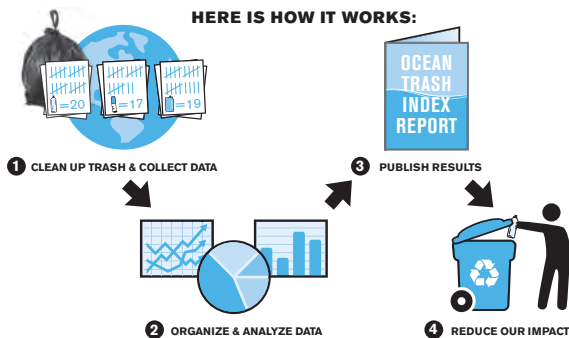 HERE IS HOW IT WORKS:
=20
=17
=19
OCEAN
TRASH
INDEX
REPORT
1 CLEAN UP TRASH & COLLECT DATA
3 PUBLISH RESULTS
2 ORGANIZE & ANALYZE DATA
4 REDUCE OUR IMPACT